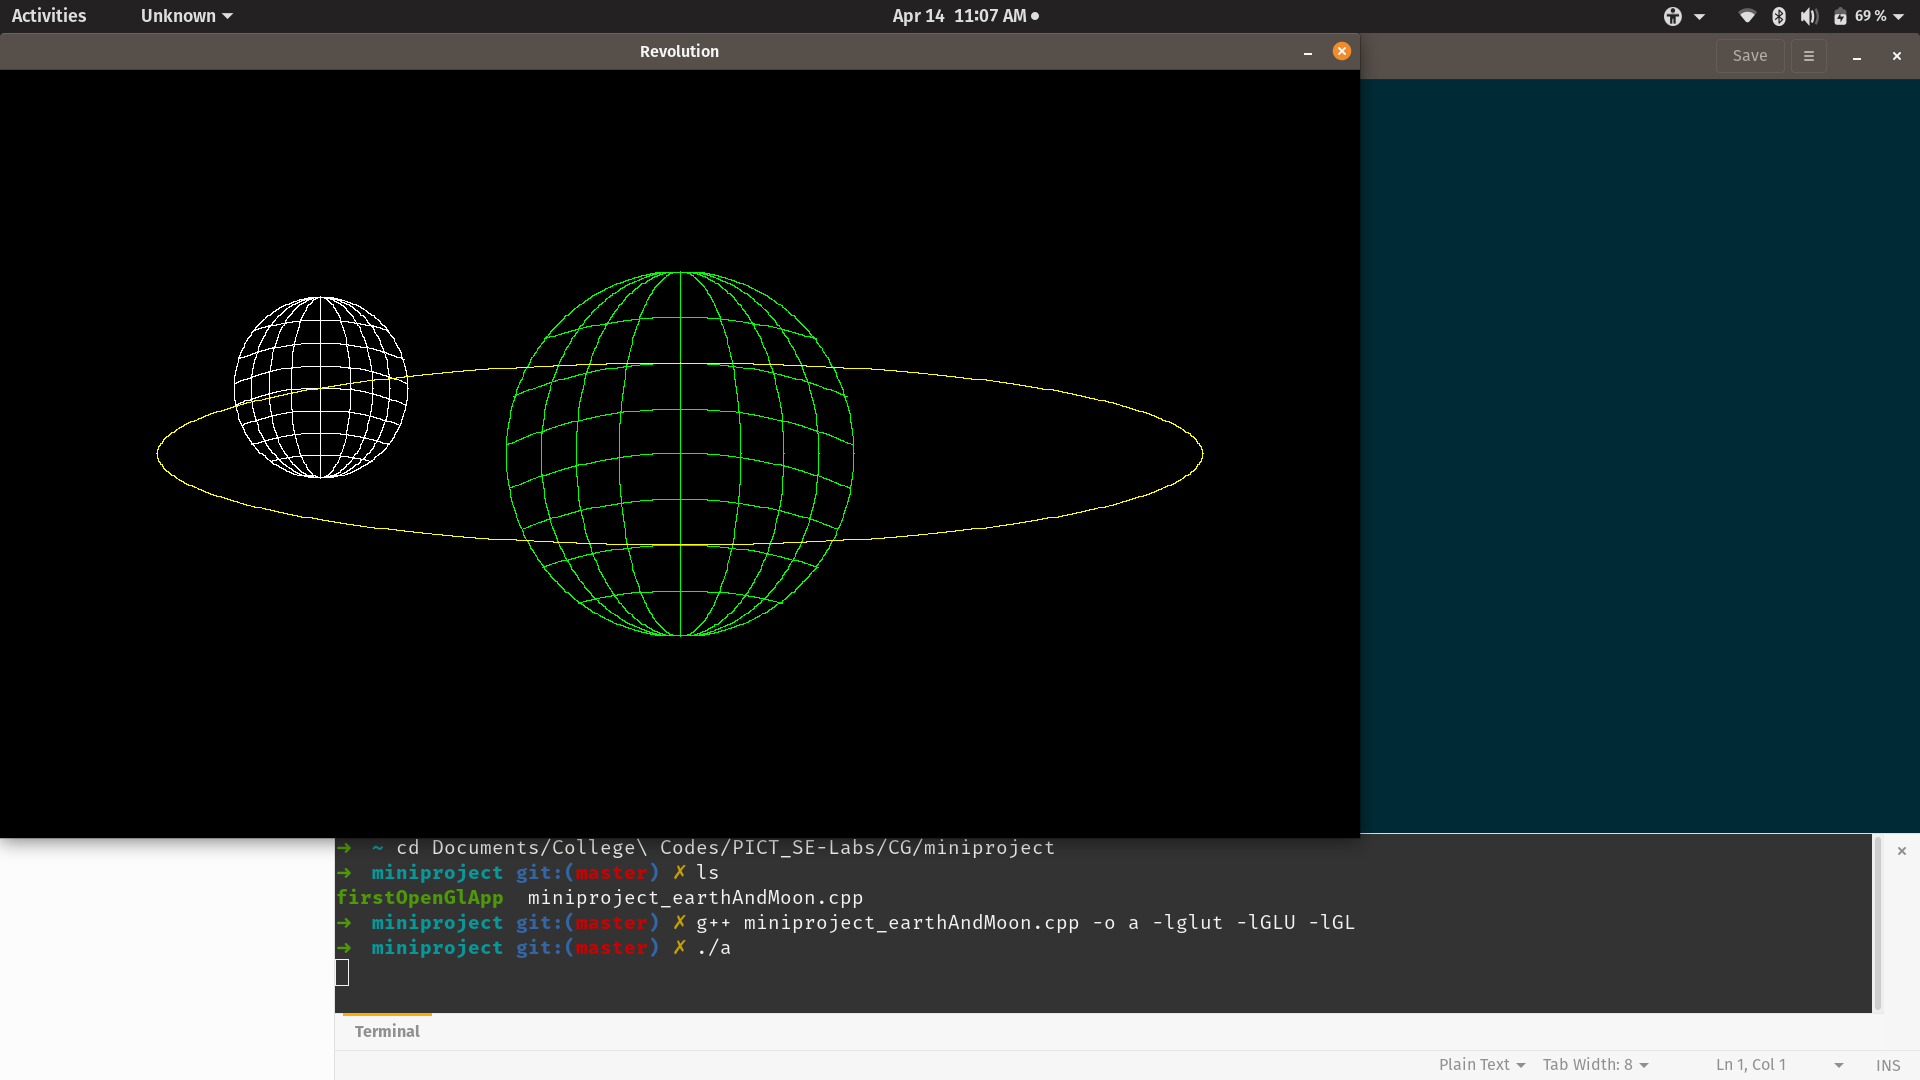 Activities Unknown Apr 14 11:07 AM 69 %
Revolution
Save
➜ ~ cd Documents/College\ Codes/PICT_SE-Labs/CG/miniproject
➜ miniproject git:(master) ✗ ls
firstOpenGlApp miniproject_earthAndMoon.cpp
➜ miniproject git:(master) ✗ g++ miniproject_earthAndMoon.cpp -o a -lglut -lGLU -lGL
➜ miniproject git:(master) ✗ ./a
Terminal
Plain Text Tab Width: 8 Ln 1, Col 1 INS